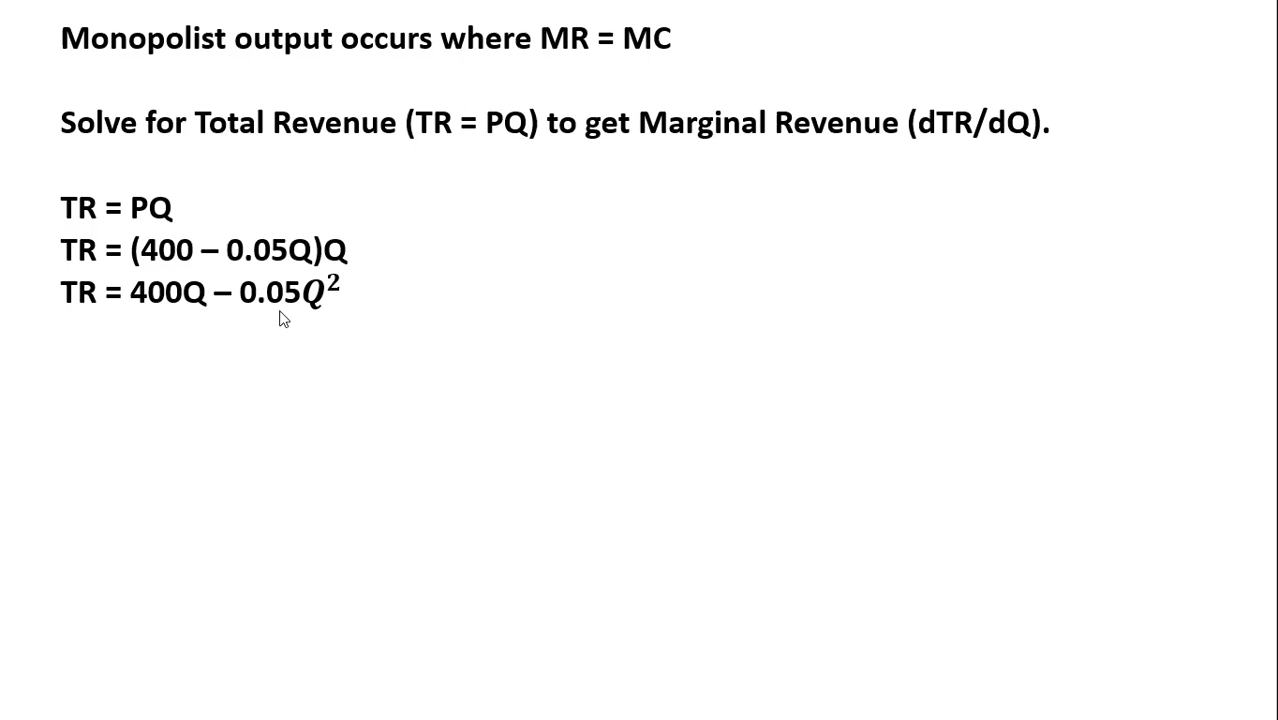 Monopolist output occurs where MR = MC
Solve for Total Revenue (TR = PQ) to get Marginal Revenue (dTR/dQ).
TR = PQ
TR = (400 – 0.05Q)Q
TR = 400Q – 0.05𝑸²